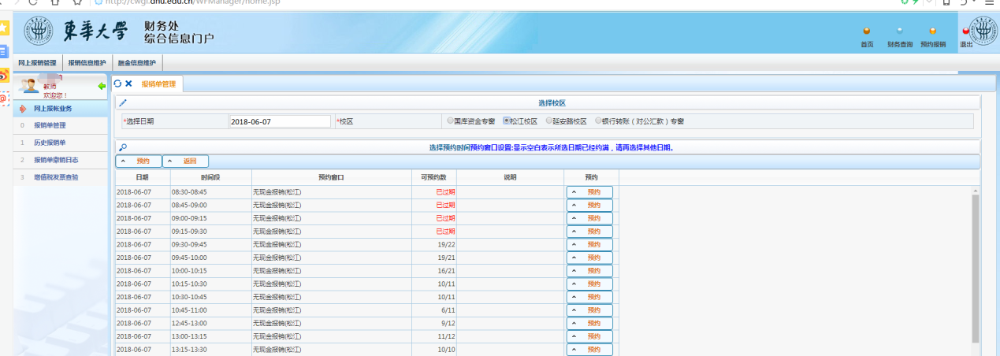 http://cwgl.dhu.edu.cn/WFManager/home.jsp
東華大學 财务处
综合信息门户
首页 财务查询 预约报销 退出
网上报销管理 报销信息维护 酬金信息维护
教师
欢迎您！
报销单管理
网上报帐业务
0 报销单管理
1 历史报销单
2 报销单撤销日志
3 增值税发票查验
选择校区
*选择日期 2018-06-07 *校区 国库资金专窗 松江校区 延安路校区 银行转账（对公汇款）专窗
选择预约时间预约窗口设置:显示空白表示所选日期已经约满，请再选择其他日期。
预约 返回
日期 时间段 预约窗口 可预约数 说明 预约
2018-06-07 08:30-08:45 无现金报销(松江) 已过期 预约
2018-06-07 08:45-09:00 无现金报销(松江) 已过期 预约
2018-06-07 09:00-09:15 无现金报销(松江) 已过期 预约
2018-06-07 09:15-09:30 无现金报销(松江) 已过期 预约
2018-06-07 09:30-09:45 无现金报销(松江) 19/22 预约
2018-06-07 09:45-10:00 无现金报销(松江) 19/21 预约
2018-06-07 10:00-10:15 无现金报销(松江) 16/21 预约
2018-06-07 10:15-10:30 无现金报销(松江) 10/11 预约
2018-06-07 10:30-10:45 无现金报销(松江) 10/11 预约
2018-06-07 10:45-11:00 无现金报销(松江) 6/11 预约
2018-06-07 12:45-13:00 无现金报销(松江) 9/12 预约
2018-06-07 13:00-13:15 无现金报销(松江) 11/12 预约
2018-06-07 13:15-13:30 无现金报销(松江) 10/10 预约